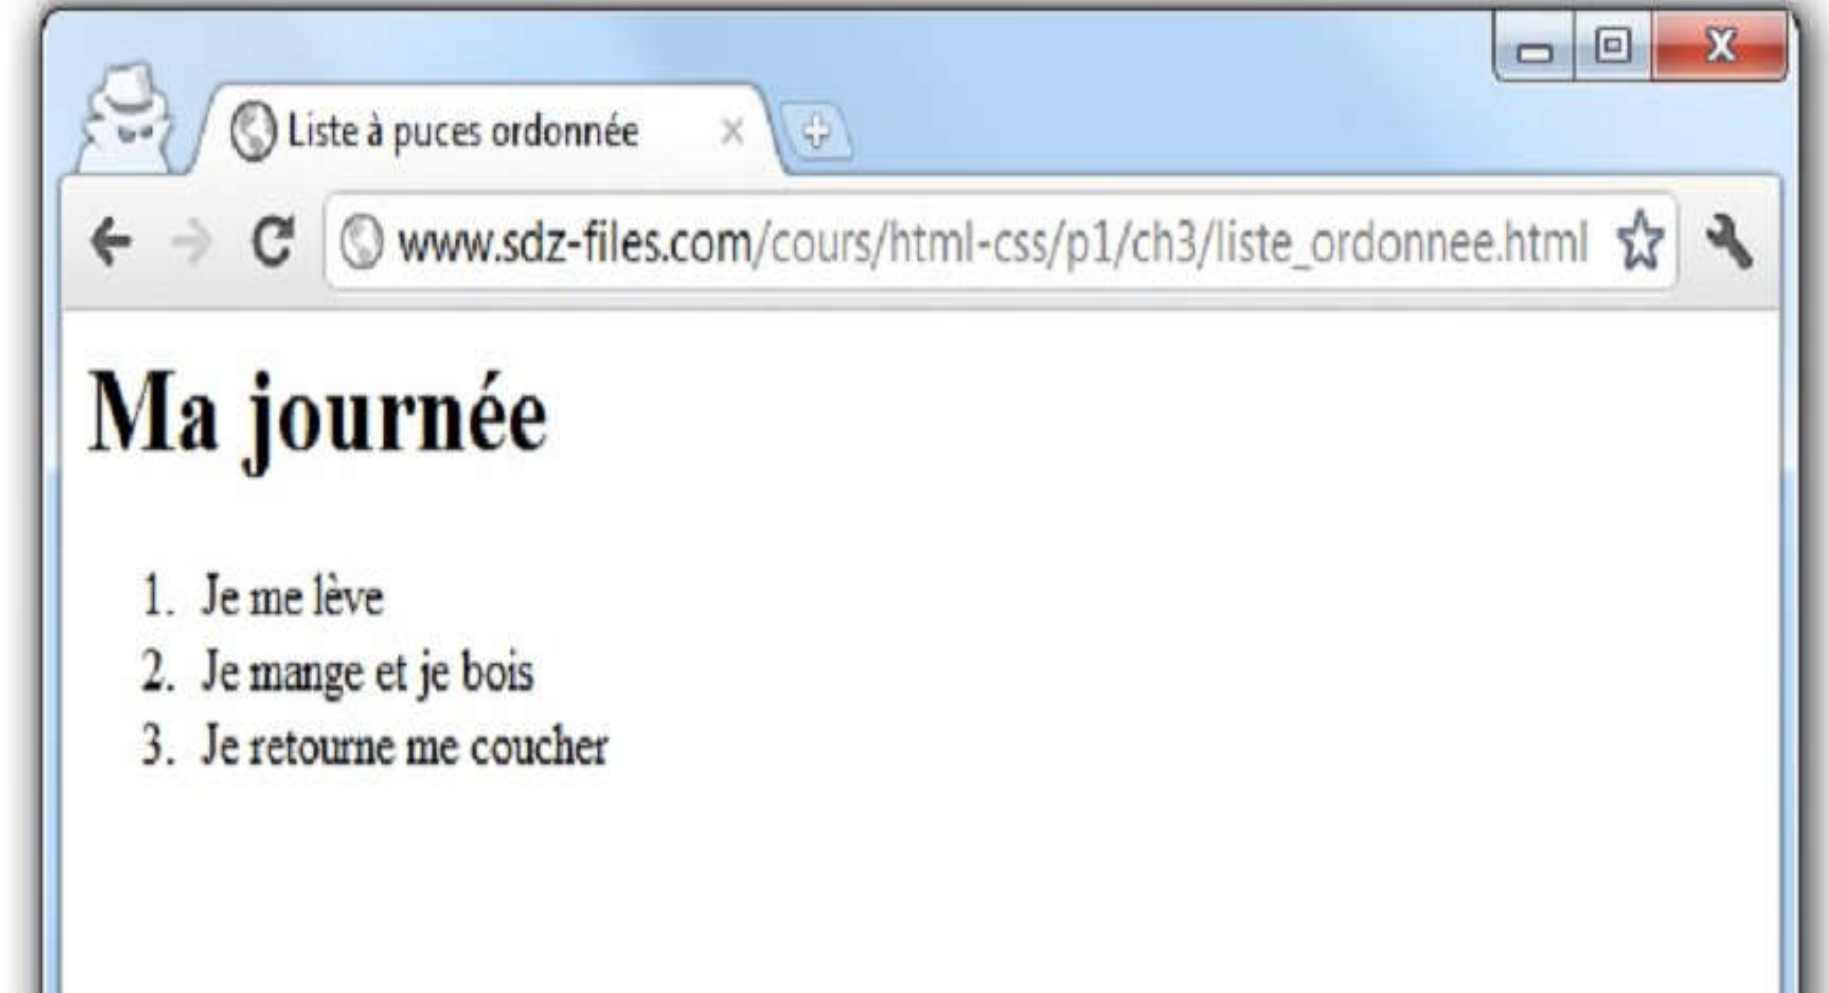 Liste à puces ordonnée
www.sdz-files.com/cours/html-css/p1/ch3/liste_ordonnee.html
Ma journée
1. Je me lève
2. Je mange et je bois
3. Je retourne me coucher